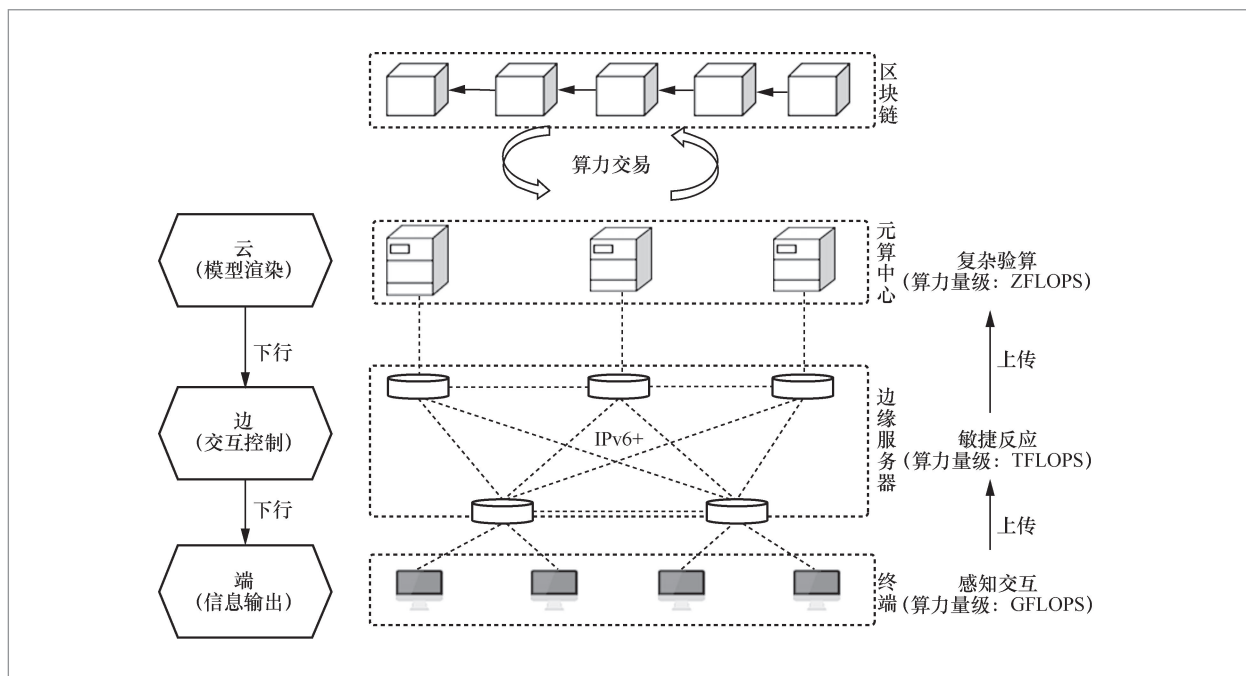 区块链
算力交易
云
(模型渲染)
元算中心
复杂验算
(算力量级：ZFLOPS)
下行
上传
边
(交互控制)
IPv6+
边缘服务器
敏捷反应
(算力量级：TFLOPS)
下行
上传
端
(信息输出)
终端
感知交互
(算力量级：GFLOPS)